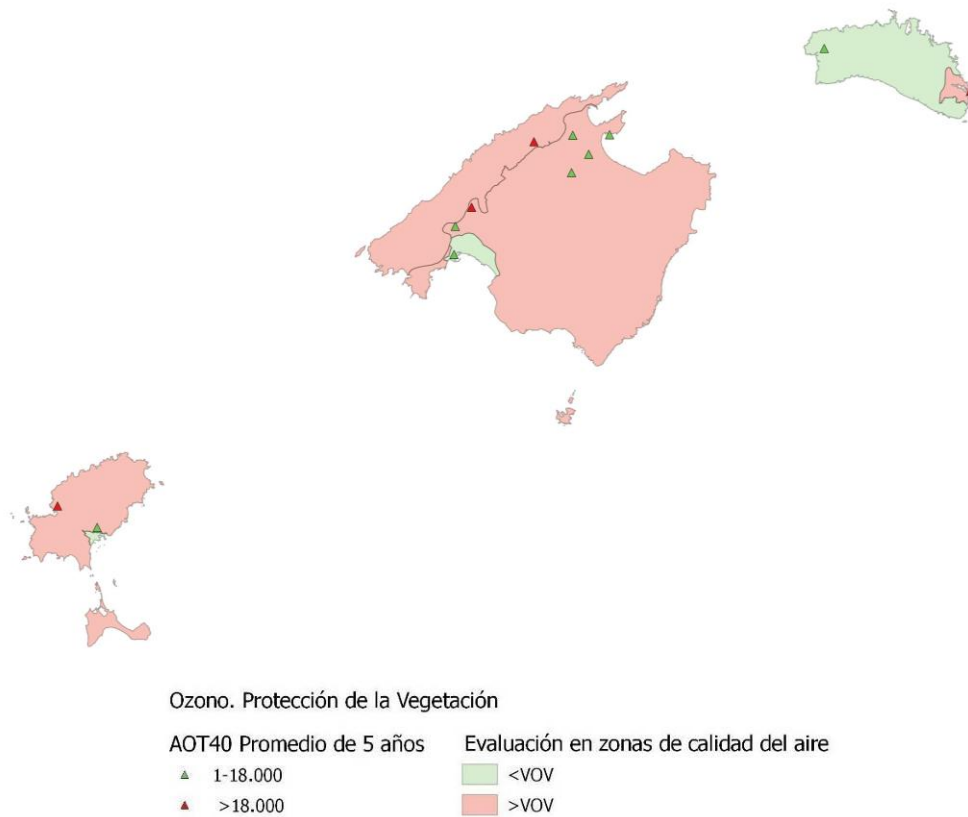 Ozono. Protección de la Vegetación
AOT40 Promedio de 5 años
1-18.000
>18.000
Evaluación en zonas de calidad del aire
<VOV
>VOV